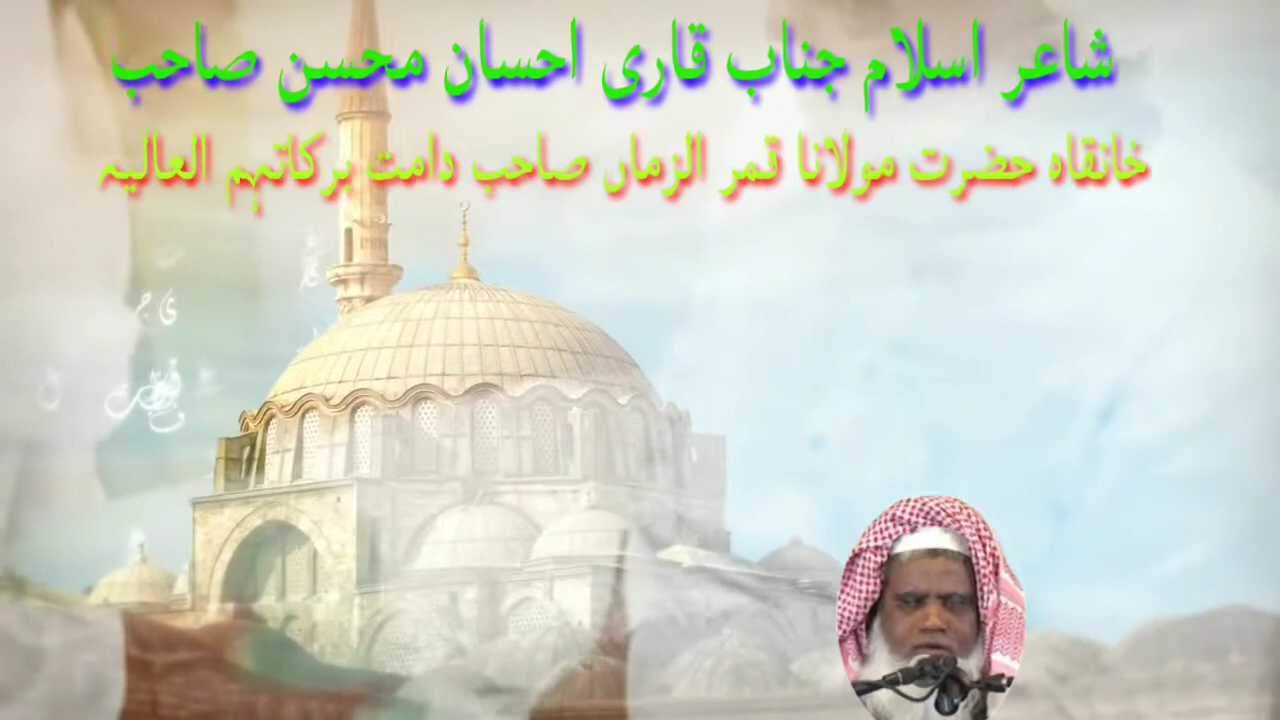 شاعر اسلام جناب قاری احسان محسن صاحب
خانقاہ حضرت مولانا قمر الزماں صاحب دامت برکاتہم العالیہ